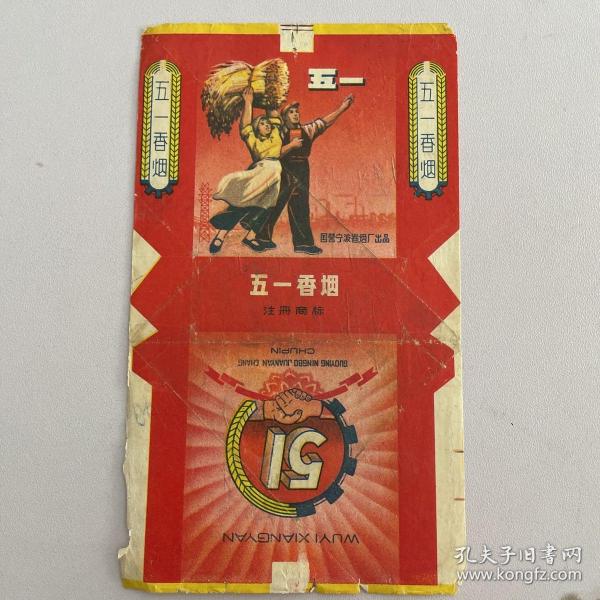 五一
五一香烟
五一香烟
国营宁波卷烟厂出品
五一香烟
注册商标
GUOYING NINGBO JUANYAN CHANG
CHUPIN
51
WUYI XIANGYAN
孔夫子旧书网
www.kongfz.com